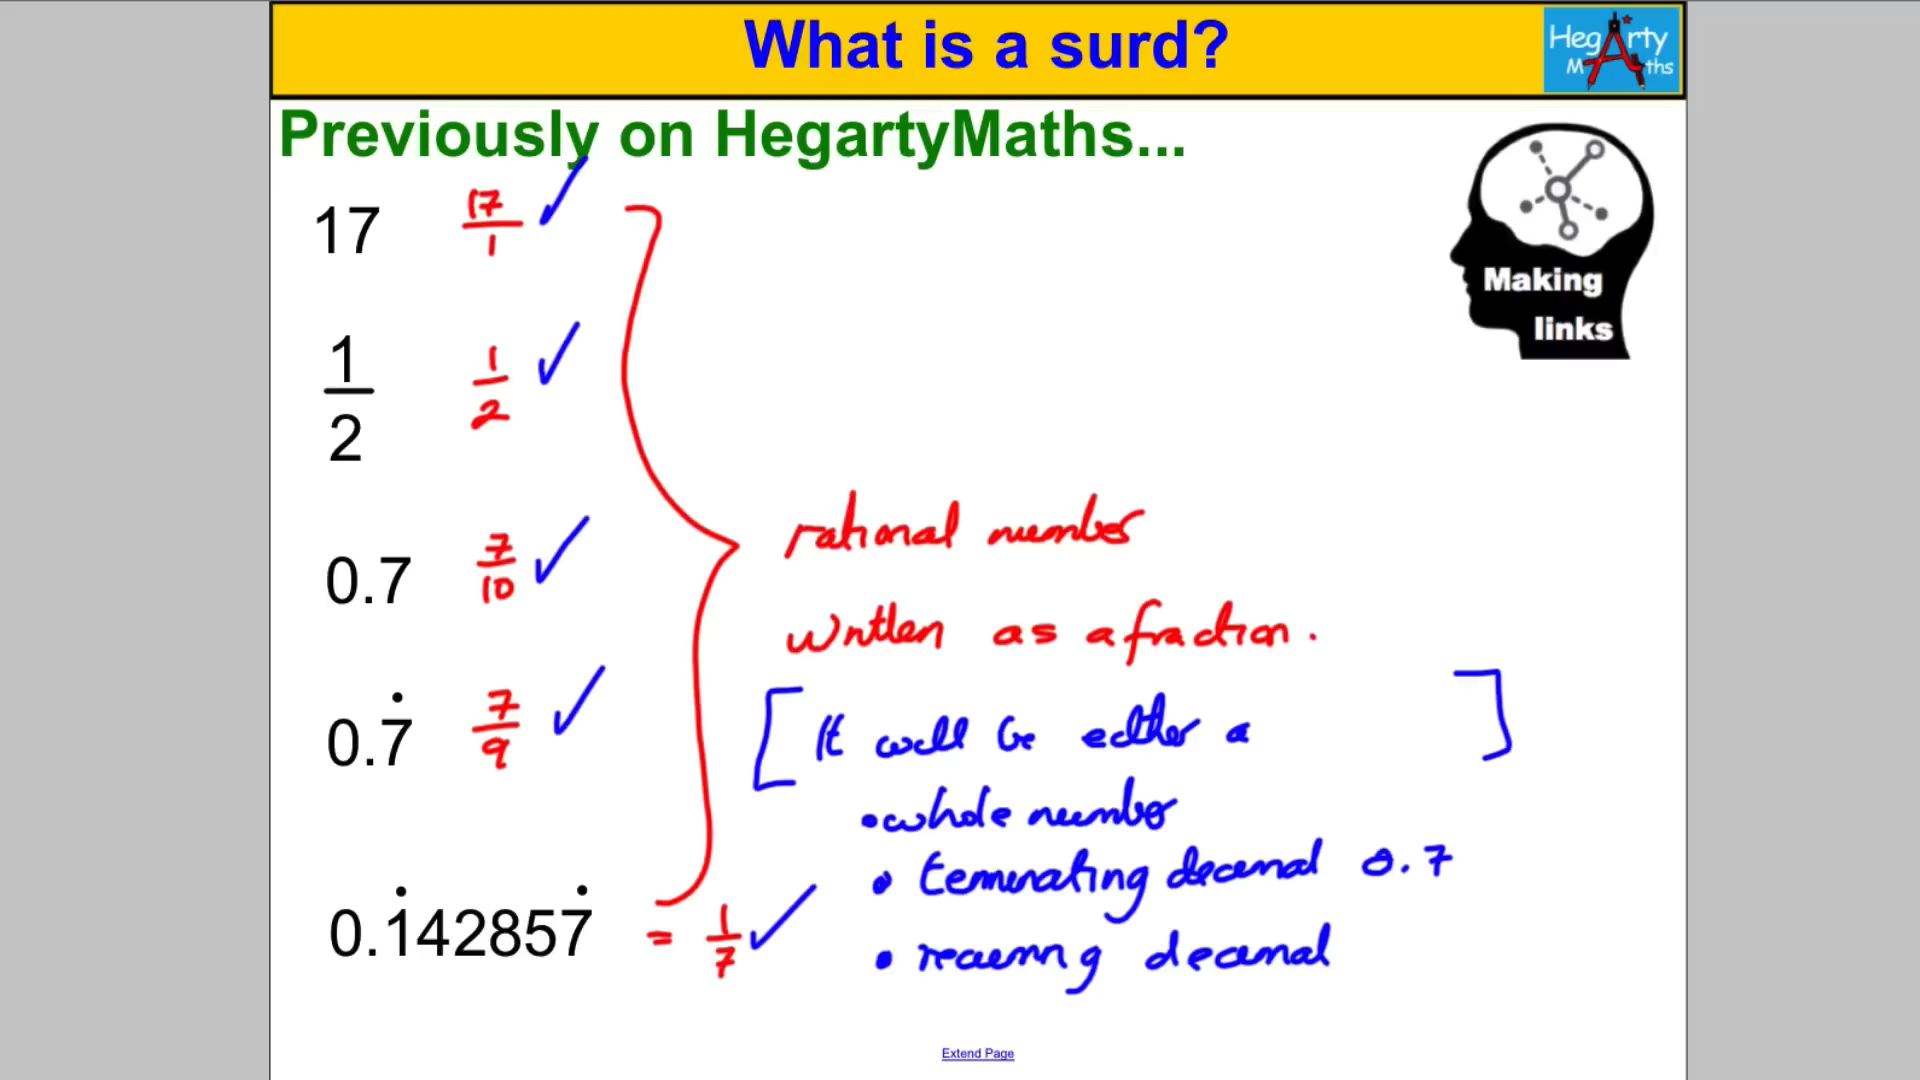 What is a surd?
HegArty
Maths
Previously on HegartyMaths...
17 17/1 ✓
1/2 1/2 ✓
0.7 7/10 ✓
0.7̇ 7/9 ✓
0.1̇42857̇ = 1/7 ✓
Making
links
rational number
written as a fraction.
[It will be either a ]
• whole number
• terminating decimal 0.7
• recurring decimal
Extend Page